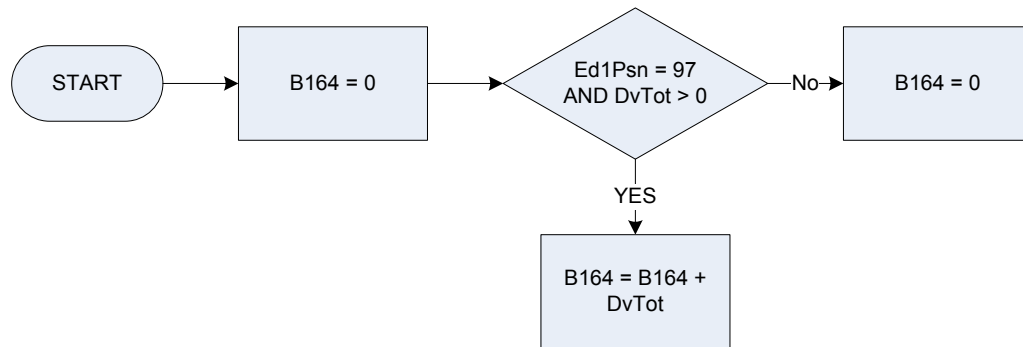 START
B164 = 0
Ed1Psn = 97
AND DvTot > 0
No
B164 = 0
YES
B164 = B164 +
DvTot